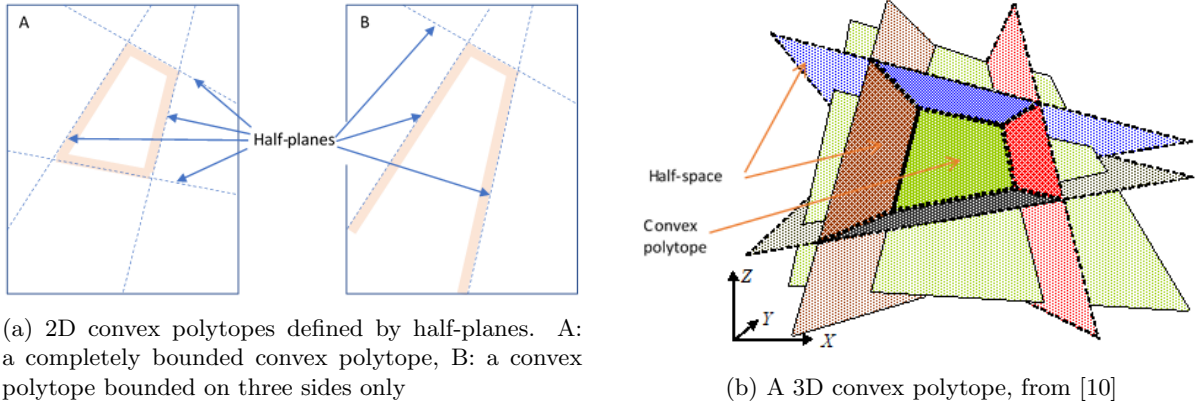 A
B
Half-planes
Half-space
Convex
polytope
Z
Y
X
(a) 2D convex polytopes defined by half-planes. A:
a completely bounded convex polytope, B: a convex
polytope bounded on three sides only
(b) A 3D convex polytope, from [10]